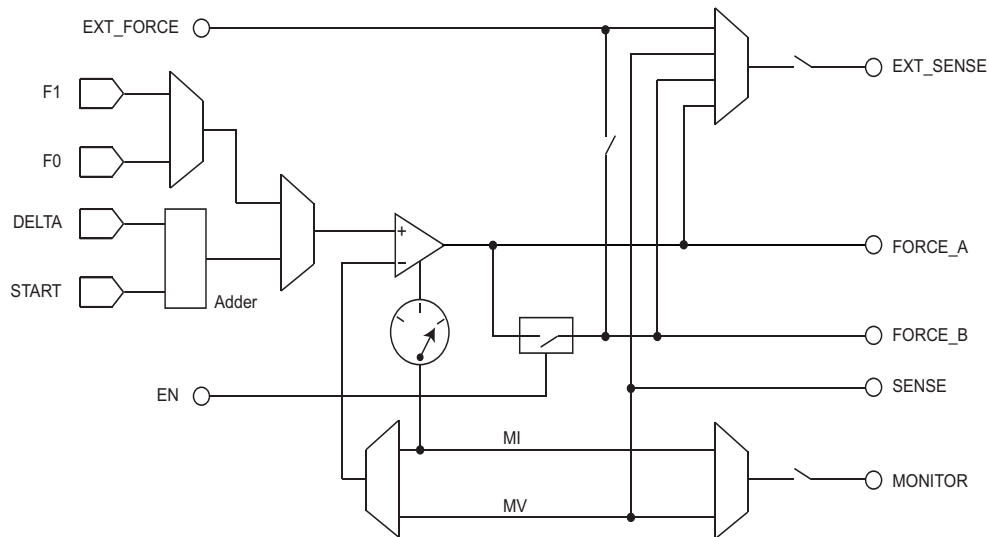 EXT_FORCE
EXT_SENSE
F1
F0
DELTA
START
Adder
+
−
FORCE_A
FORCE_B
EN
SENSE
MI
MV
MONITOR